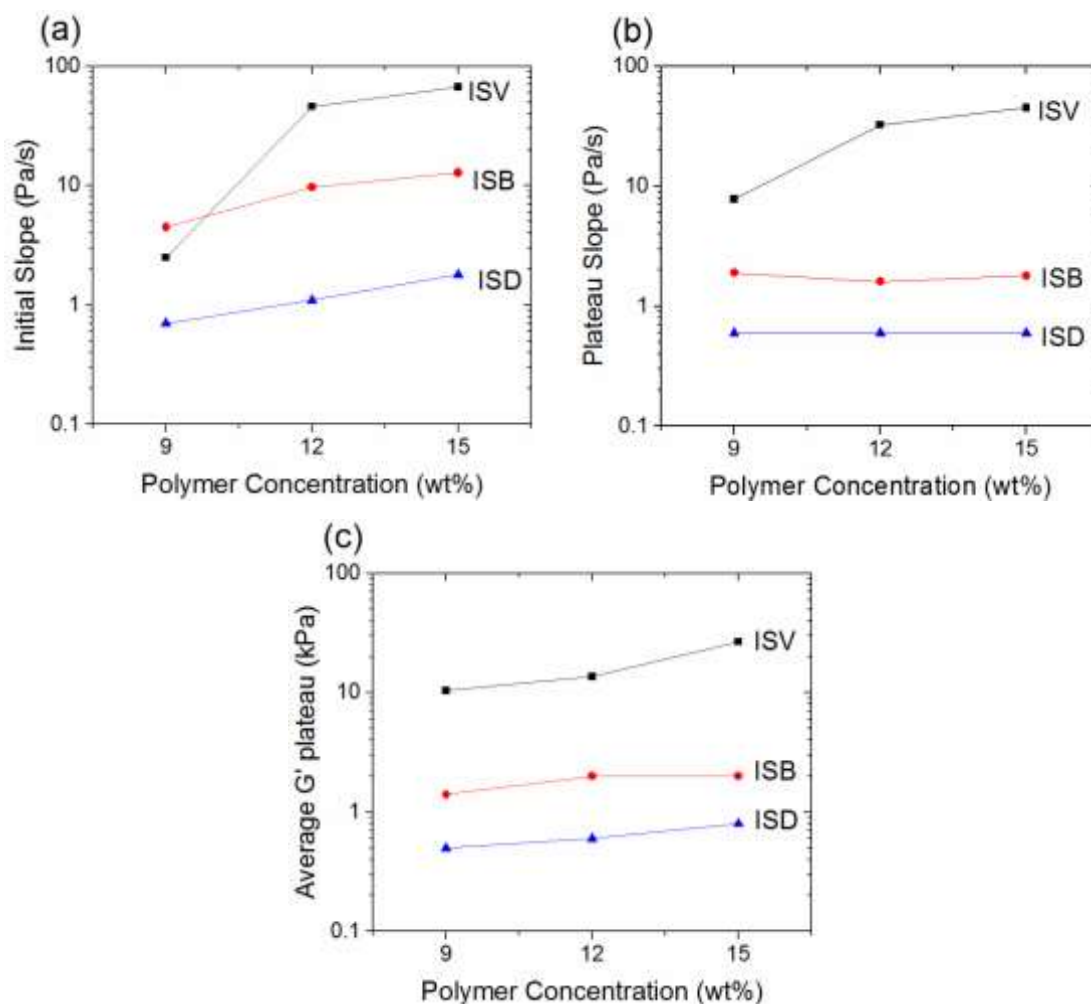 (a)
100
10
1
0.1
Initial Slope (Pa/s)
ISV
ISB
ISD
9 12 15
Polymer Concentration (wt%)
(b)
100
10
1
0.1
Plateau Slope (Pa/s)
ISV
ISB
ISD
9 12 15
Polymer Concentration (wt%)
(c)
100
10
1
0.1
Average G' plateau (kPa)
ISV
ISB
ISD
9 12 15
Polymer Concentration (wt%)